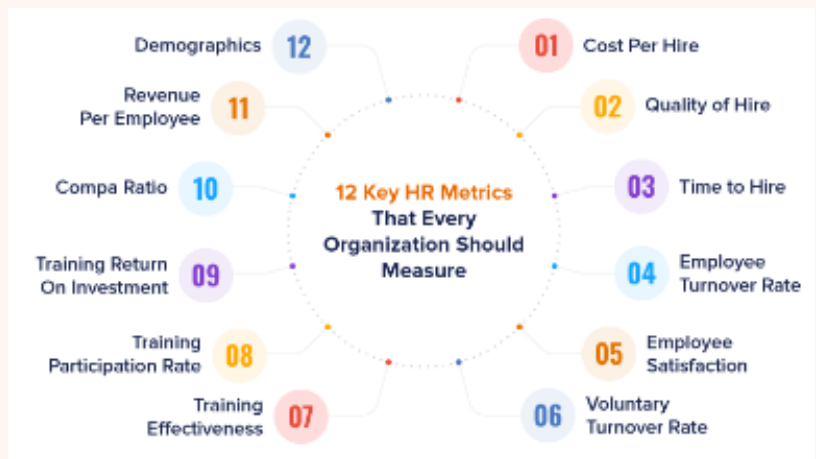 12 Key HR Metrics
That Every
Organization Should
Measure
01
Cost Per Hire
02
Quality of Hire
03
Time to Hire
04
Employee
Turnover Rate
05
Employee
Satisfaction
06
Voluntary
Turnover Rate
07
Training
Effectiveness
08
Training
Participation Rate
09
Training Return
On Investment
10
Compa Ratio
11
Revenue
Per Employee
12
Demographics